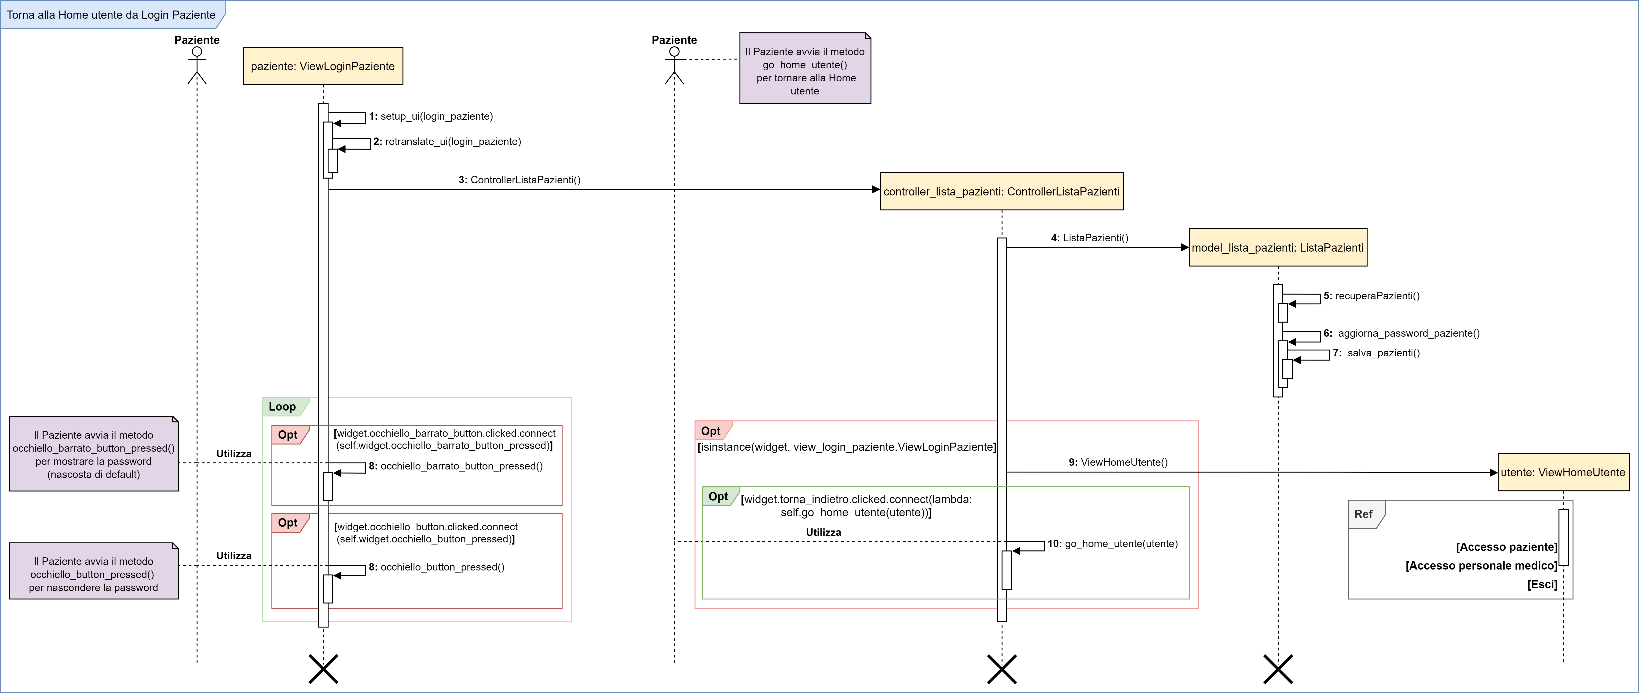 Torna alla Home utente da Login Paziente
Paziente
paziente: ViewLoginPaziente
Paziente
Il Paziente avvia il metodo
go_home_utente()
per tornare alla Home
utente
1: setup_ui(login_paziente)
2: retranslate_ui(login_paziente)
3: ControllerListaPazienti()
controller_lista_pazienti: ControllerListaPazienti
4: ListaPazienti()
model_lista_pazienti: ListaPazienti
5: recuperaPazienti()
6: aggiorna_password_paziente()
7: salva_pazienti()
Loop
Opt
[widget.occhiello_barrato_button.clicked.connect
(self.widget.occhiello_barrato_button_pressed)]
Il Paziente avvia il metodo
occhiello_barrato_button_pressed()
per mostrare la password
(nascosta di default)
Utilizza
8: occhiello_barrato_button_pressed()
Opt
[widget.occhiello_button.clicked.connect
(self.widget.occhiello_button_pressed)]
Il Paziente avvia il metodo
occhiello_button_pressed()
per nascondere la password
Utilizza
8: occhiello_button_pressed()
Opt
[isinstance(widget. view_login_paziente.ViewLoginPaziente]
9: ViewHomeUtente()
utente: ViewHomeUtente
Opt
[widget.torna_indietro.clicked.connect(lambda:
self.go_home_utente(utente))]
Utilizza
10: go_home_utente(utente)
Ref
[Accesso paziente]
[Accesso personale medico]
[Esci]